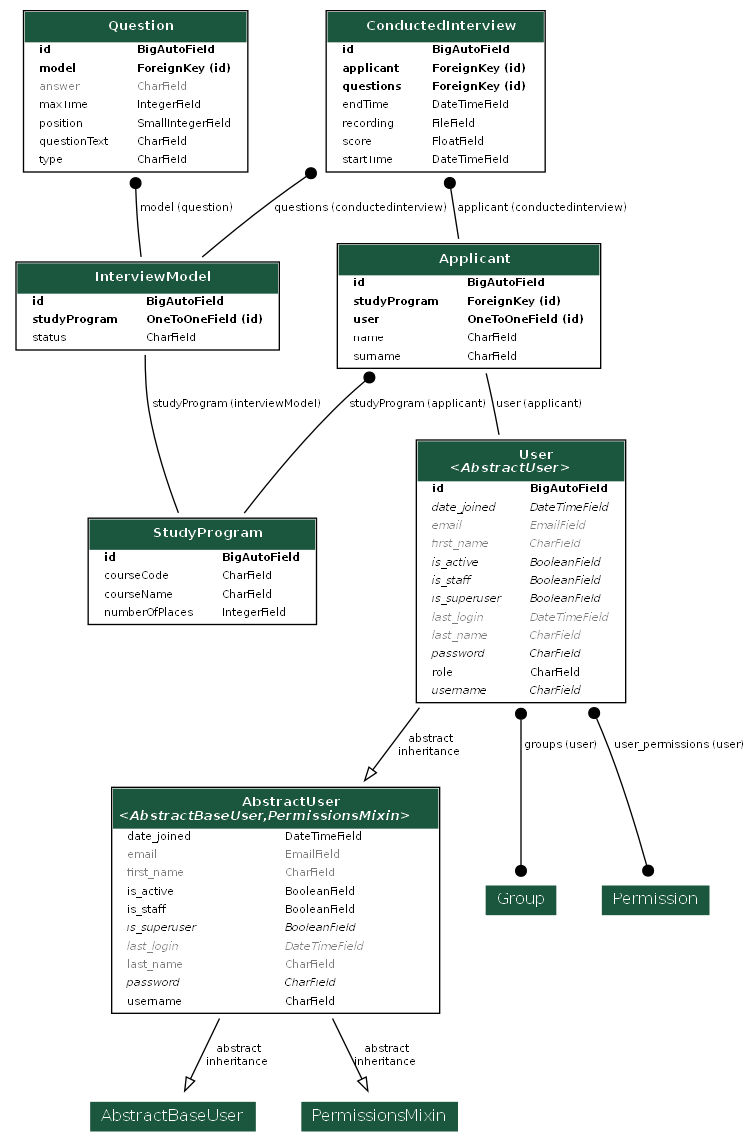 Question
id BigAutoField
model ForeignKey (id)
answer CharField
maxTime IntegerField
position SmallIntegerField
questionText CharField
type CharField
ConductedInterview
id BigAutoField
applicant ForeignKey (id)
questions ForeignKey (id)
endTime DateTimeField
recording FileField
score FloatField
startTime DateTimeField
model (question)
questions (conductedinterview)
applicant (conductedinterview)
InterviewModel
id BigAutoField
studyProgram OneToOneField (id)
status CharField
Applicant
id BigAutoField
studyProgram ForeignKey (id)
user OneToOneField (id)
name CharField
surname CharField
studyProgram (interviewModel)
studyProgram (applicant)
user (applicant)
StudyProgram
id BigAutoField
courseCode CharField
courseName CharField
numberOfPlaces IntegerField
User
<AbstractUser>
id BigAutoField
date_joined DateTimeField
email EmailField
first_name CharField
is_active BooleanField
is_staff BooleanField
is_superuser BooleanField
last_login DateTimeField
last_name CharField
password CharField
role CharField
username CharField
abstract
inheritance
groups (user)
user_permissions (user)
AbstractUser
<AbstractBaseUser,PermissionsMixin>
date_joined DateTimeField
email EmailField
first_name CharField
is_active BooleanField
is_staff BooleanField
is_superuser BooleanField
last_login DateTimeField
last_name CharField
password CharField
username CharField
Group
Permission
abstract
inheritance
abstract
inheritance
AbstractBaseUser
PermissionsMixin